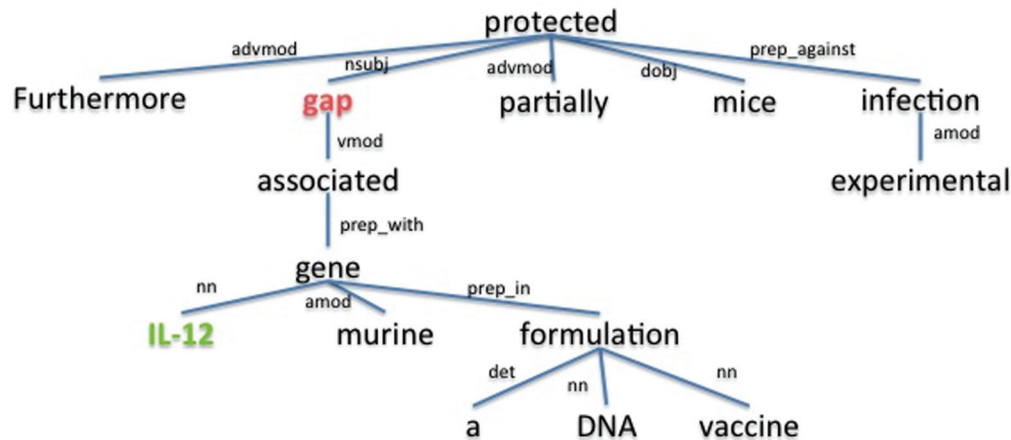 protected
advmod nsubj advmod dobj prep_against
Furthermore gap partially mice infection
vmod amod
associated experimental
prep_with
gene
nn amod prep_in
IL-12 murine formulation
det nn nn
a DNA vaccine